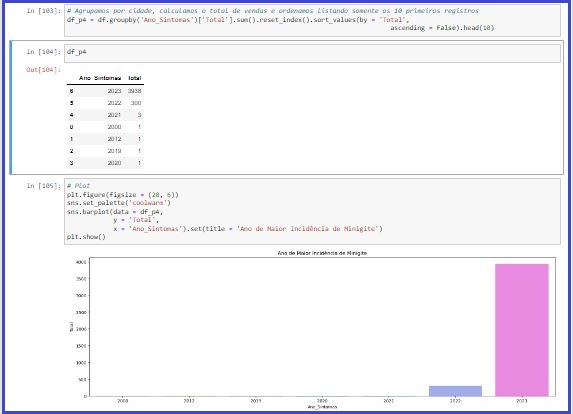 In [103]: # Agrupamos por cidade, calculamos o total de vendas e ordenamos listando somente os 10 primeiros registros
df_p4 = df.groupby('Ano_Sintomas')['Total'].sum().reset_index().sort_values(by = 'Total',
ascending = False).head(10)
In [104]: df_p4
Out[104]:
Ano_Sintomas Total
6 2023 3938
5 2022 300
4 2021 3
0 2000 1
1 2012 1
2 2019 1
3 2020 1
In [105]: # Plot
plt.figure(figsize = (20, 6))
sns.set_palette('coolwarm')
sns.barplot(data = df_p4,
y = 'Total',
x = 'Ano_Sintomas').set(title = 'Ano de Maior Incidência de Minigite')
plt.show()
Ano de Maior Incidência de Minigite
4000
3500
3000
2500
2000
1500
1000
500
0
Total
2000 2012 2019 2020 2021 2022 2023
Ano_Sintomas